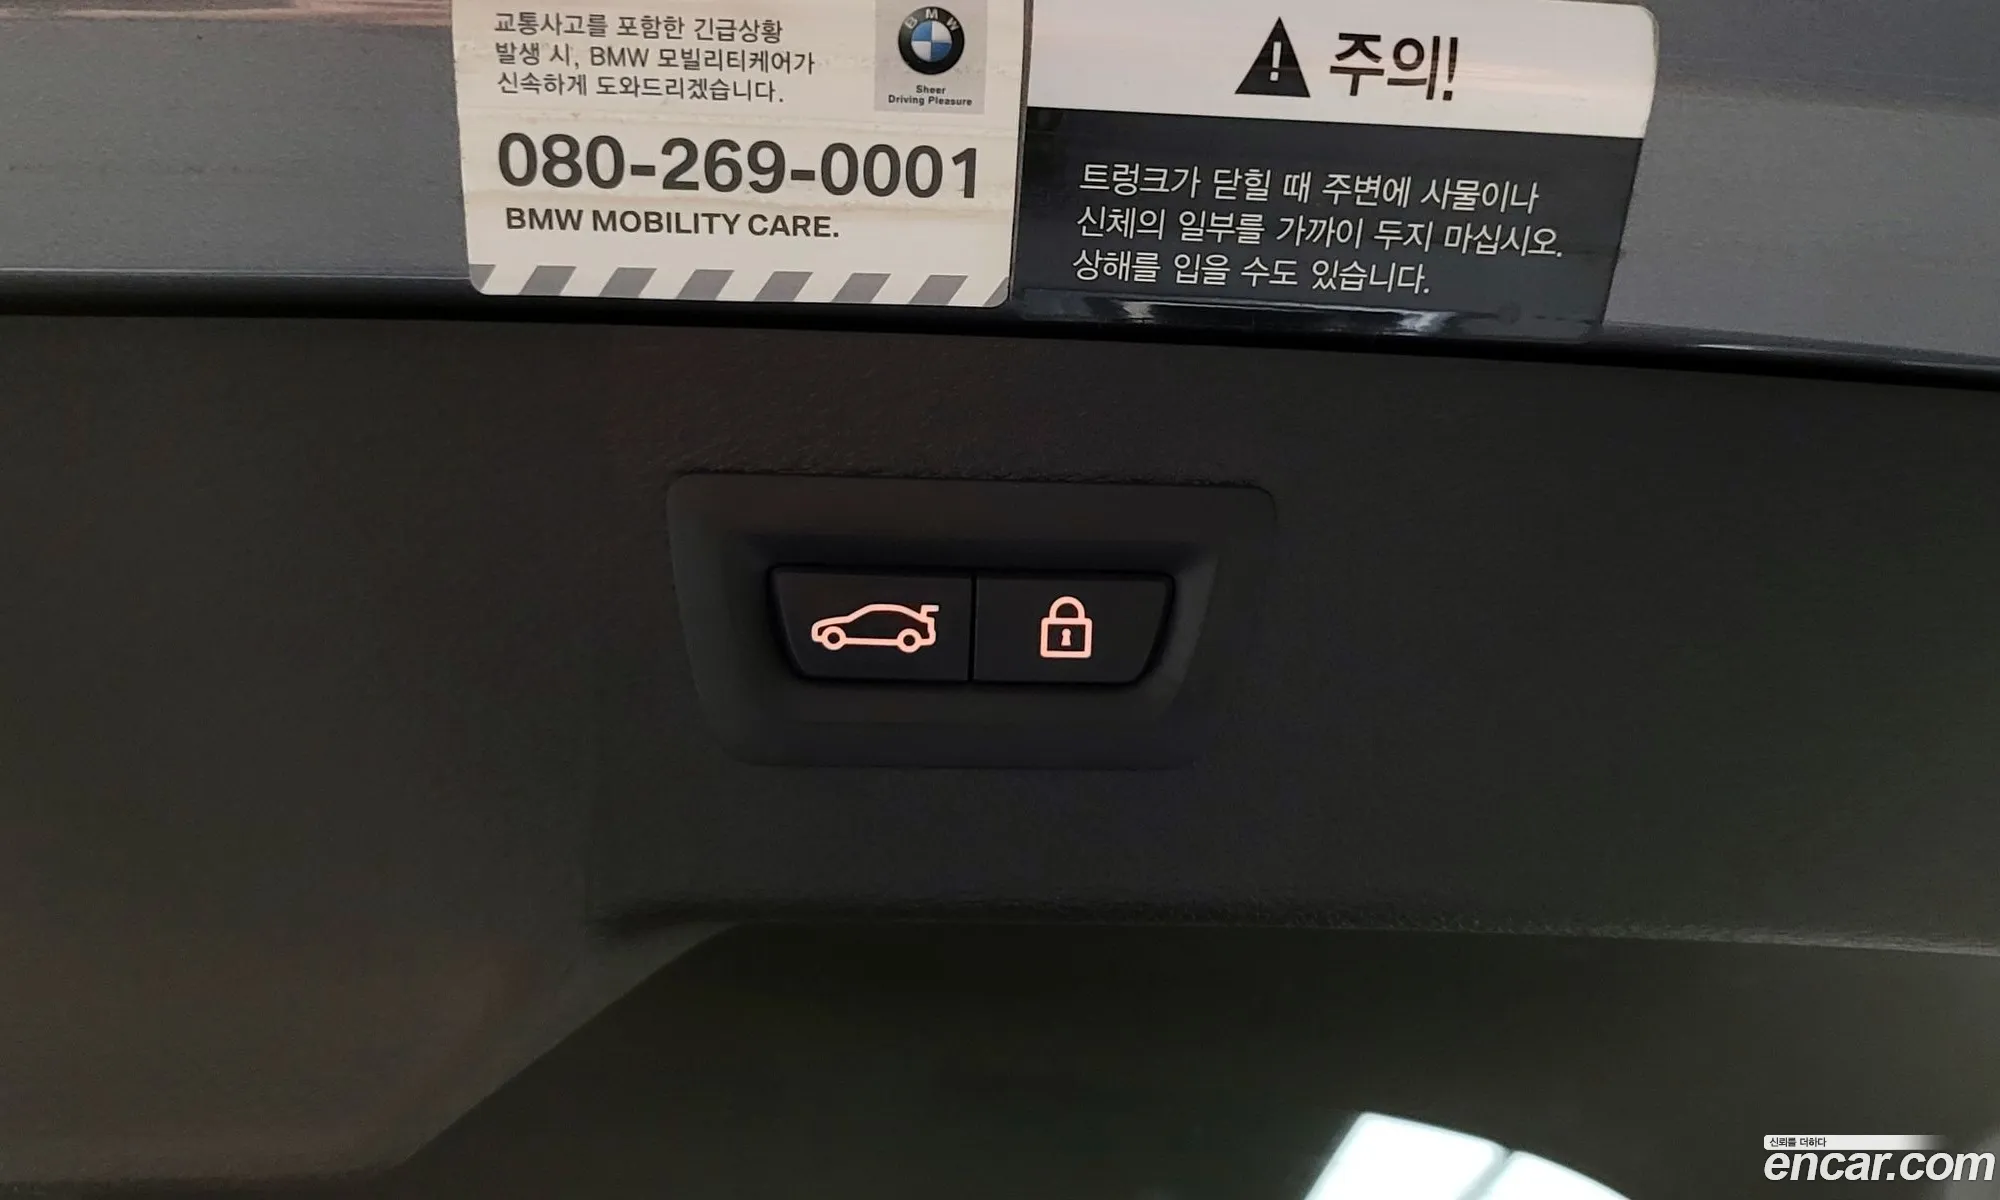 교통사고를 포함한 긴급상황
발생 시, BMW 모빌리티케어가
신속하게 도와드리겠습니다.
BMW
Sheer
Driving Pleasure
080-269-0001
BMW MOBILITY CARE.
주의!
트렁크가 닫힐 때 주변에 사물이나
신체의 일부를 가까이 두지 마십시오.
상해를 입을 수도 있습니다.
신뢰를 더하다
encar.com